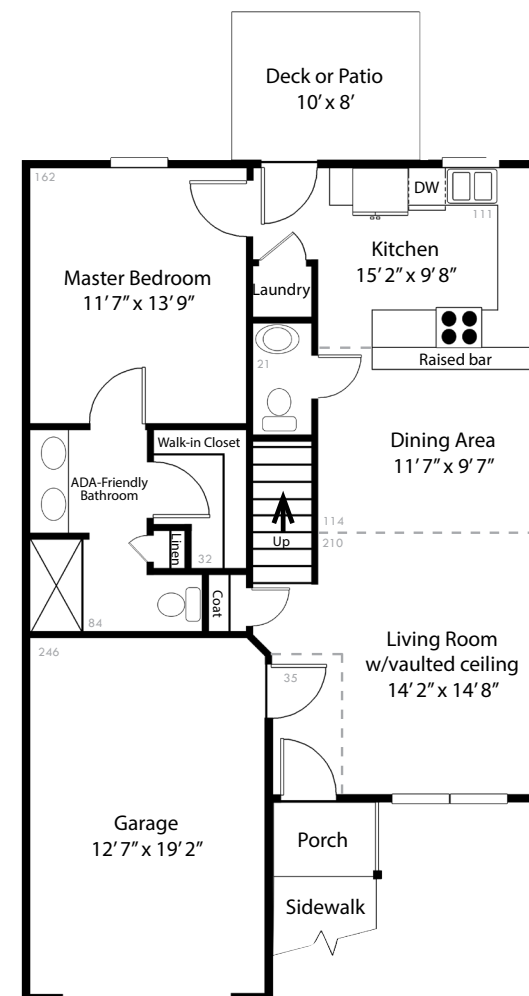 Deck or Patio
10’ x 8’
162
DW
111
Kitchen
15’ 2” x 9’ 8”
Master Bedroom
11’ 7” x 13’ 9”
Laundry
21
Raised bar
Walk-in Closet
Dining Area
11’ 7” x 9’ 7”
ADA-Friendly
Bathroom
114
210
Up
Linen
32
Coat
84
246
Living Room
w/vaulted ceiling
14’ 2” x 14’ 8”
35
Garage
12’ 7” x 19’ 2”
Porch
Sidewalk